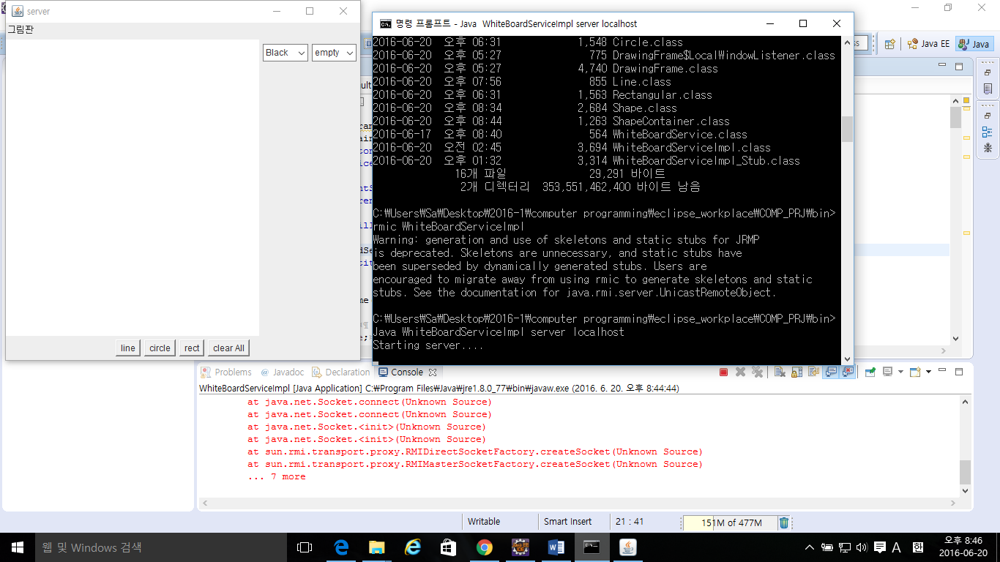 server
그림판
Black
empty
line
circle
rect
clear All
명령 프롬프트 - Java  WhiteBoardServiceImpl server localhost
2016-06-20  오후 06:31             1,548 Circle.class
2016-06-20  오후 05:27               775 DrawingFrame$LocalWindowListener.class
2016-06-20  오후 05:27             4,740 DrawingFrame.class
2016-06-20  오후 07:56               855 Line.class
2016-06-20  오후 06:31             1,563 Rectangular.class
2016-06-20  오후 08:34             2,684 Shape.class
2016-06-20  오후 08:44             1,263 ShapeContainer.class
2016-06-17  오후 08:40               564 WhiteBoardService.class
2016-06-20  오전 02:45             3,694 WhiteBoardServiceImpl.class
2016-06-20  오후 01:32             3,314 WhiteBoardServiceImpl_Stub.class
16개 파일              29,291 바이트
2개 디렉터리  353,551,462,400 바이트 남음
C:₩Users₩Sa₩Desktop₩2016-1₩computer programming₩eclipse_workplace₩COMP_PRJ₩bin>
rmic WhiteBoardServiceImpl
Warning: generation and use of skeletons and static stubs for JRMP
is deprecated. Skeletons are unnecessary, and static stubs have
been superseded by dynamically generated stubs. Users are
encouraged to migrate away from using rmic to generate skeletons and static
stubs. See the documentation for java.rmi.server.UnicastRemoteObject.
C:₩Users₩Sa₩Desktop₩2016-1₩computer programming₩eclipse_workplace₩COMP_PRJ₩bin>
Java WhiteBoardServiceImpl server localhost
Starting server....
Java EE
Java
Problems
@ Javadoc
Declaration
Console
WhiteBoardServiceImpl [Java Application] C:₩Program Files₩Java₩jre1.8.0_77₩bin₩javaw.exe (2016. 6. 20. 오후 8:44:44)
at java.net.Socket.connect(Unknown Source)
at java.net.Socket.connect(Unknown Source)
at java.net.Socket.<init>(Unknown Source)
at java.net.Socket.<init>(Unknown Source)
at sun.rmi.transport.proxy.RMIDirectSocketFactory.createSocket(Unknown Source)
at sun.rmi.transport.proxy.RMIMasterSocketFactory.createSocket(Unknown Source)
... 7 more
Writable
Smart Insert
21 : 41
151M of 477M
웹 및 Windows 검색
A
한
오후 8:46
2016-06-20